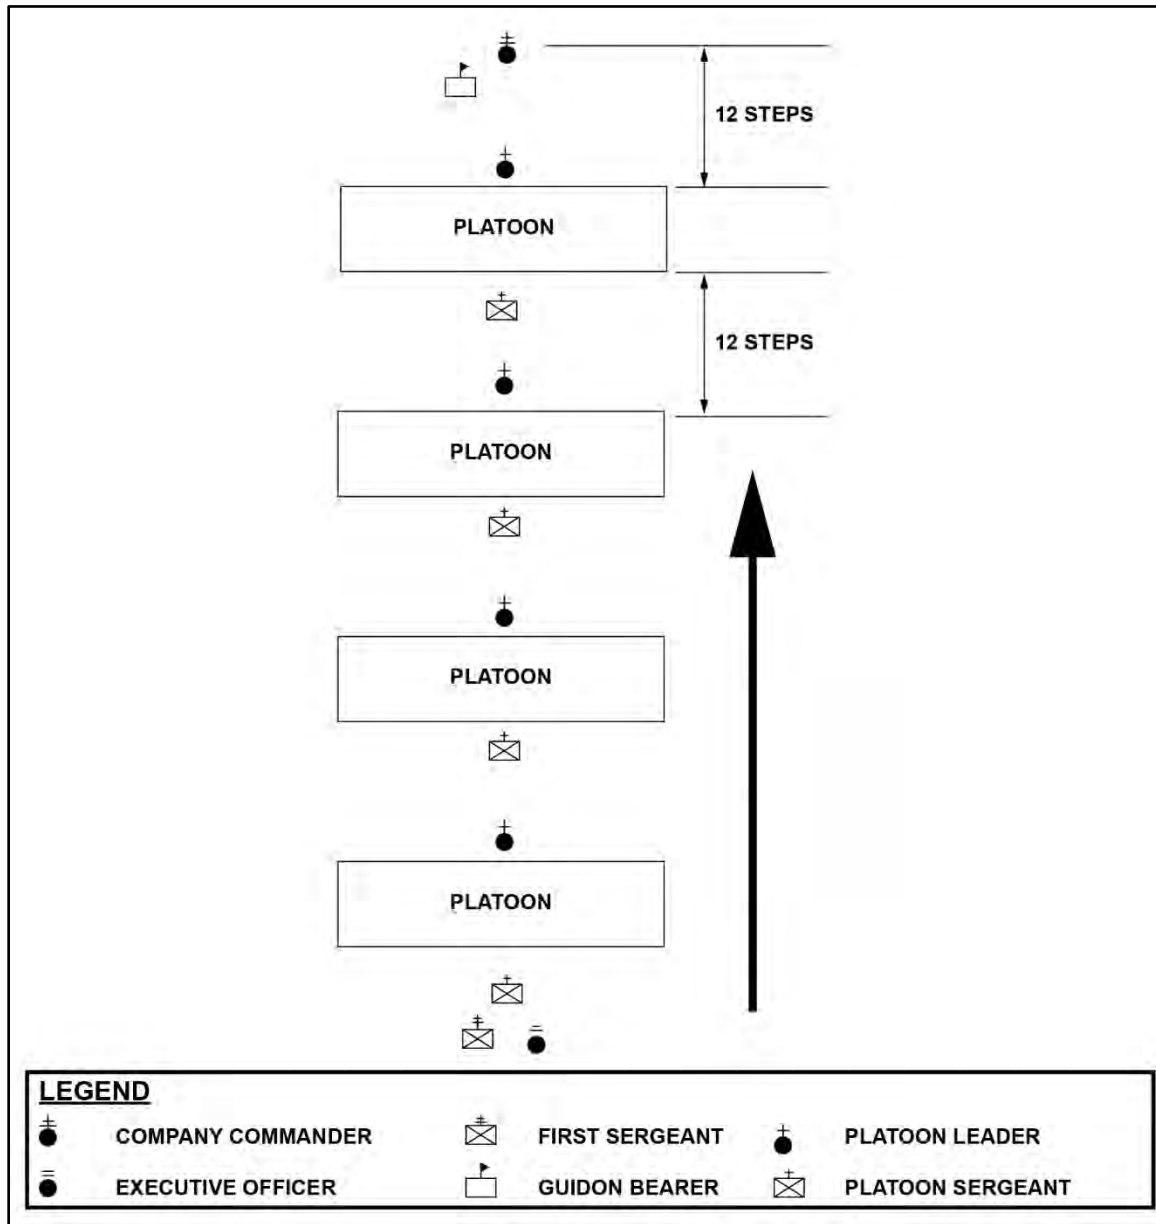 12 STEPS
PLATOON
12 STEPS
PLATOON
PLATOON
PLATOON
LEGEND
COMPANY COMMANDER
FIRST SERGEANT
PLATOON LEADER
EXECUTIVE OFFICER
GUIDON BEARER
PLATOON SERGEANT